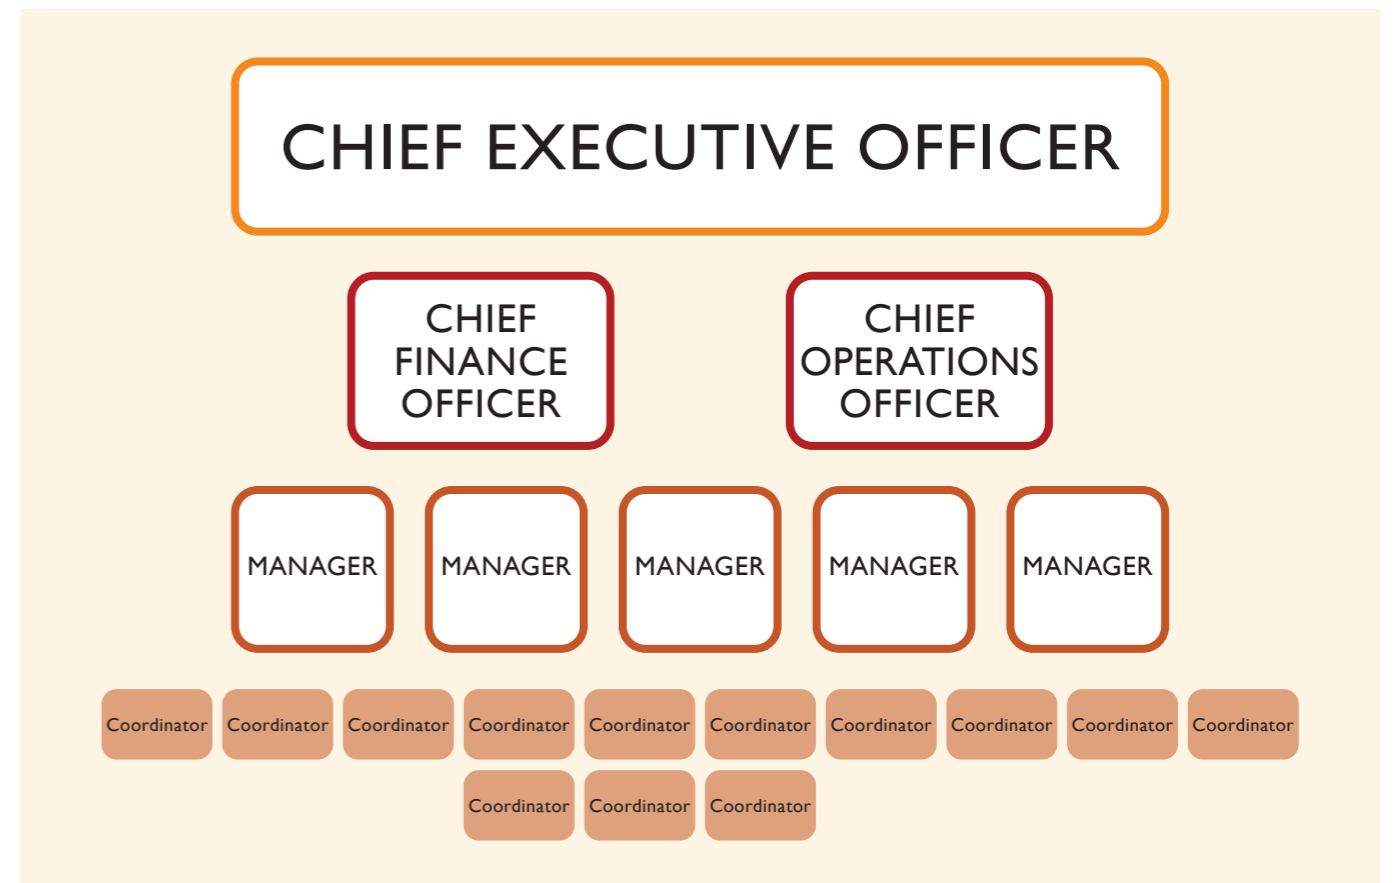 CHIEF EXECUTIVE OFFICER
CHIEF
FINANCE
OFFICER
CHIEF
OPERATIONS
OFFICER
MANAGER MANAGER MANAGER MANAGER MANAGER
Coordinator Coordinator Coordinator Coordinator Coordinator Coordinator Coordinator Coordinator Coordinator Coordinator
Coordinator Coordinator Coordinator